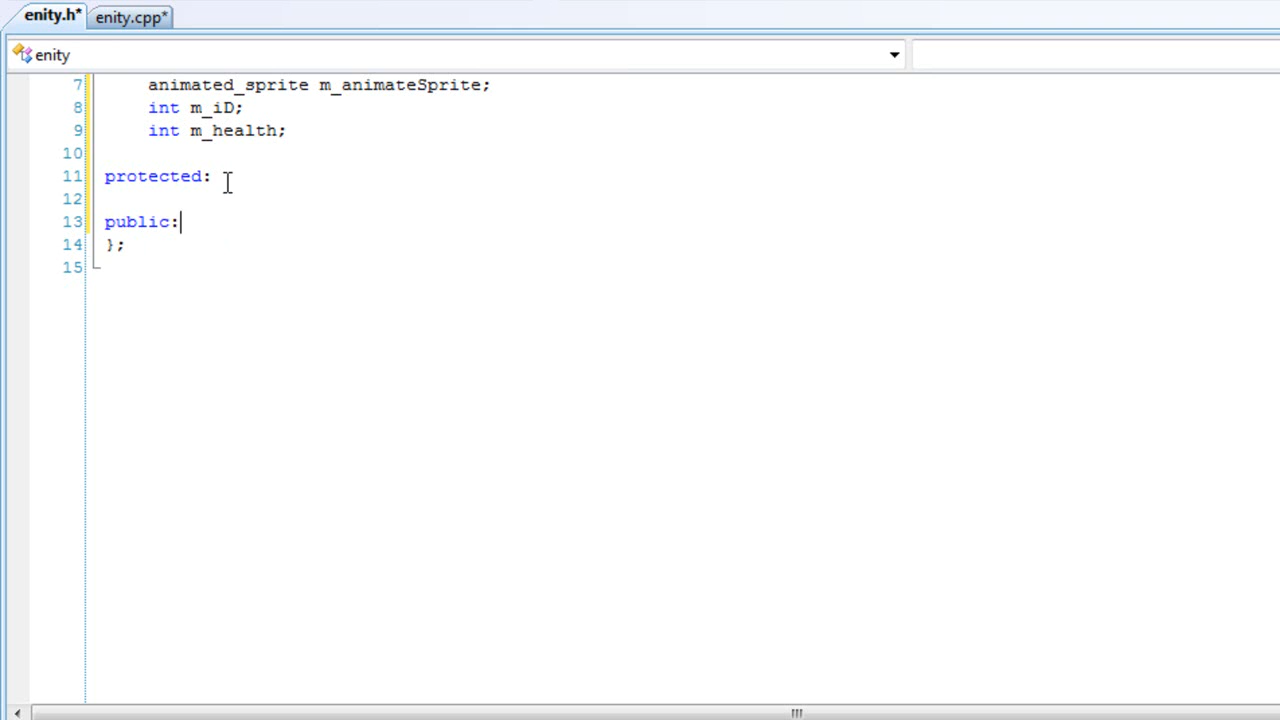 enity.h* enity.cpp*
enity
7 animated_sprite m_animateSprite;
8 int m_iD;
9 int m_health;
10
11 protected:
12
13 public:
14 };
15